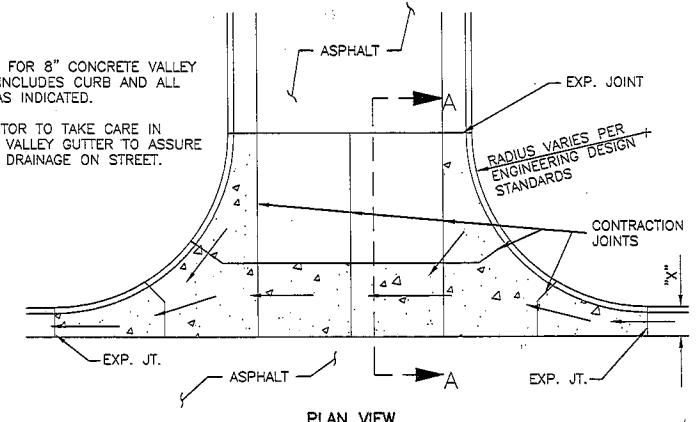 FOR 8" CONCRETE VALLEY
INCLUDES CURB AND ALL
AS INDICATED.
TOR TO TAKE CARE IN
VALLEY GUTTER TO ASSURE
DRAINAGE ON STREET.
ASPHALT
A
EXP. JOINT
RADIUS VARIES PER
ENGINEERING DESIGN
STANDARDS
CONTRACTION
JOINTS
"X"
EXP. JT.
ASPHALT
A
EXP. JT.
PLAN VIEW